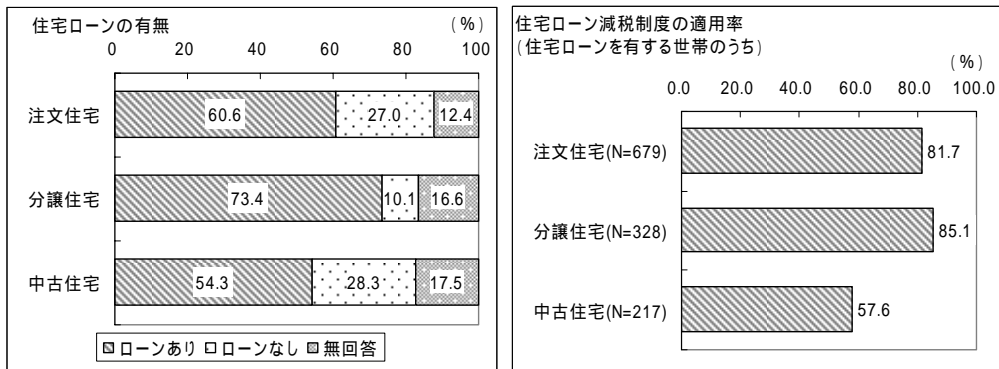 住宅ローンの有無
(%)
0 20 40 60 80 100
注文住宅 60.6 27.0 12.4
分譲住宅 73.4 10.1 16.6
中古住宅 54.3 28.3 17.5
ローンあり ローンなし 無回答
住宅ローン減税制度の適用率
(住宅ローンを有する世帯のうち)
(%)
0.0 20.0 40.0 60.0 80.0 100.0
注文住宅(N=679) 81.7
分譲住宅(N=328) 85.1
中古住宅(N=217) 57.6